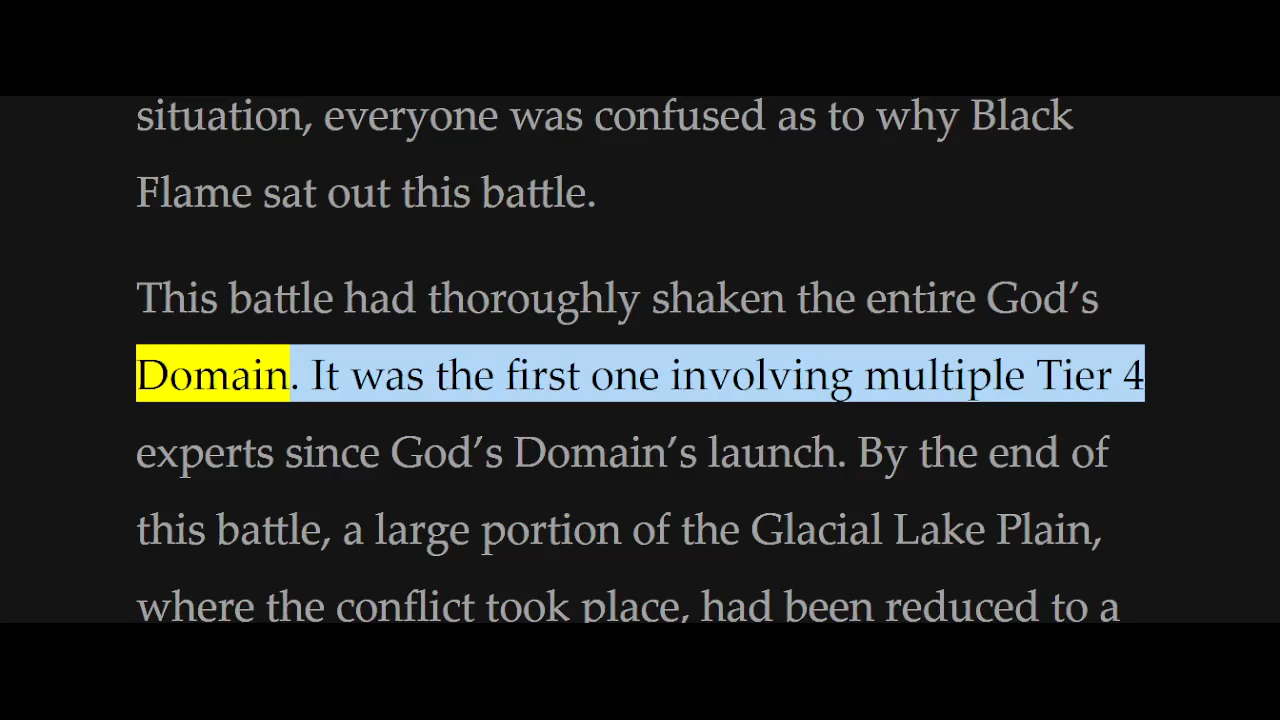 situation, everyone was confused as to why Black
Flame sat out this battle.
This battle had thoroughly shaken the entire God’s
Domain. It was the first one involving multiple Tier 4
experts since God’s Domain’s launch. By the end of
this battle, a large portion of the Glacial Lake Plain,
where the conflict took place, had been reduced to a